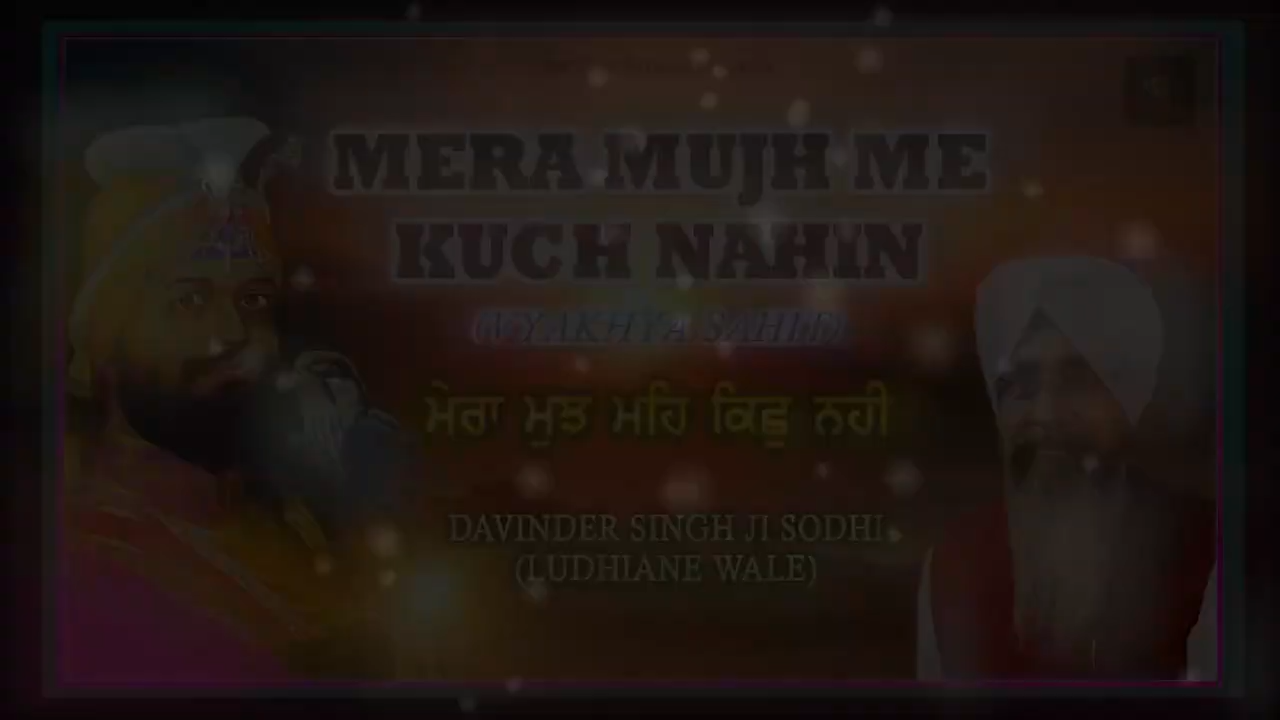 MERA MUJH ME
KUCH NAHIN
(VYAKHYA SAHIT)
ਮੇਰਾ ਮੁਝ ਮਹਿ ਕਿਛੁ ਨਹੀ
DAVINDER SINGH JI SODHI
(LUDHIANE WALE)